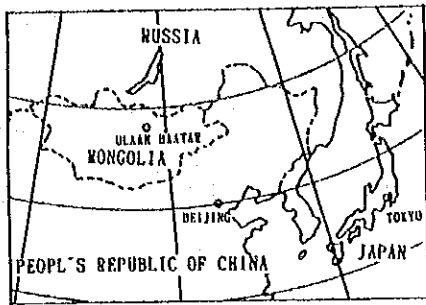 RUSSIA
ULAAN BAATAR
MONGOLIA
BEIJING
TOKYO
JAPAN
PEOPL'S REPUBLIC OF CHINA